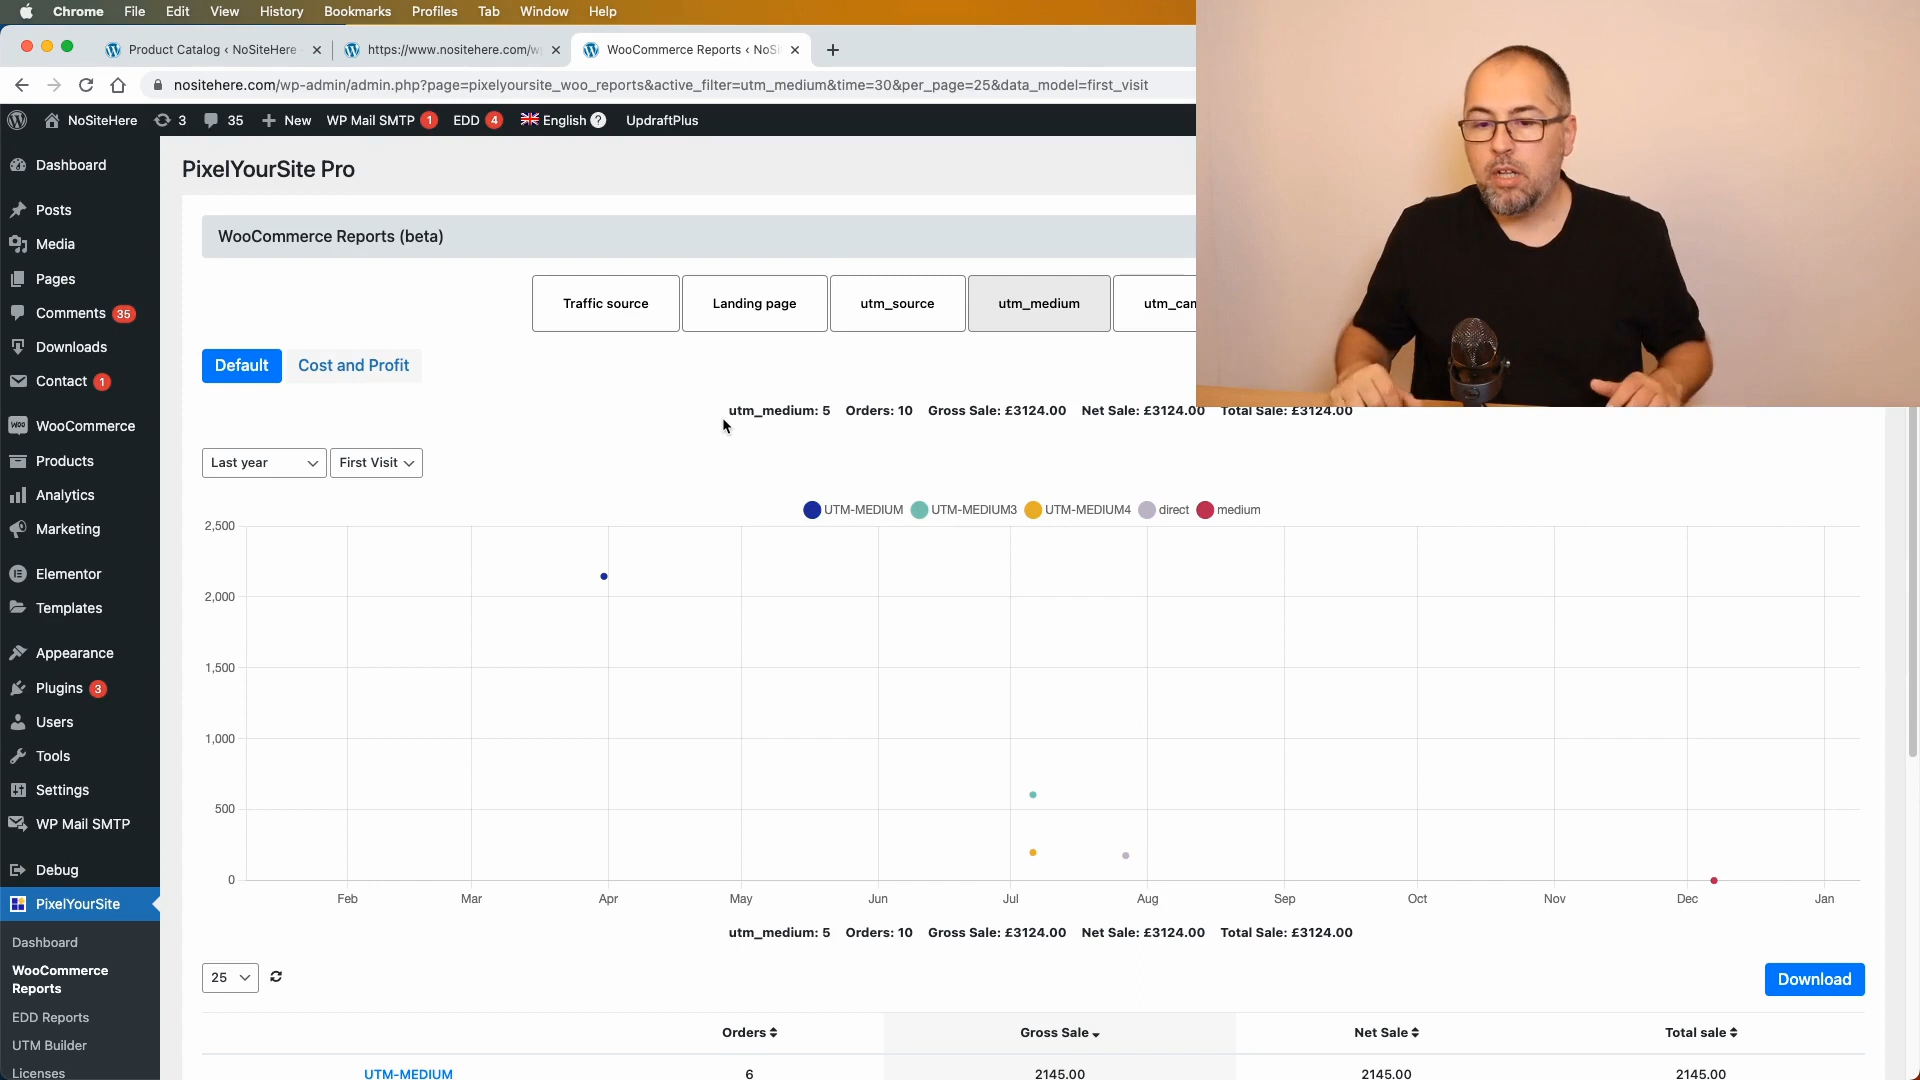 Chrome File Edit View History Bookmarks Profiles Tab Window Help
Product Catalog ‹ NoSiteHere
https://www.nositehere.com/w
WooCommerce Reports ‹ NoSi
nositehere.com/wp-admin/admin.php?page=pixelyoursite_woo_reports&active_filter=utm_medium&time=30&per_page=25&data_model=first_visit
NoSiteHere 3 35 New WP Mail SMTP 1 EDD 4 English ? UpdraftPlus
Dashboard
Posts
Media
Pages
Comments 35
Downloads
Contact 1
WooCommerce
Products
Analytics
Marketing
Elementor
Templates
Appearance
Plugins 3
Users
Tools
Settings
WP Mail SMTP
Debug
PixelYourSite
Dashboard
WooCommerce
Reports
EDD Reports
UTM Builder
Licenses
PixelYourSite Pro
WooCommerce Reports (beta)
Traffic source Landing page utm_source utm_medium utm_cam
Default Cost and Profit
utm_medium: 5 Orders: 10 Gross Sale: £3124.00 Net Sale: £3124.00 Total Sale: £3124.00
Last year First Visit
UTM-MEDIUM UTM-MEDIUM3 UTM-MEDIUM4 direct medium
2,500
2,000
1,500
1,000
500
0
Feb Mar Apr May Jun Jul Aug Sep Oct Nov Dec Jan
utm_medium: 5 Orders: 10 Gross Sale: £3124.00 Net Sale: £3124.00 Total Sale: £3124.00
25
Download
Orders Gross Sale Net Sale Total sale
UTM-MEDIUM 6 2145.00 2145.00 2145.00